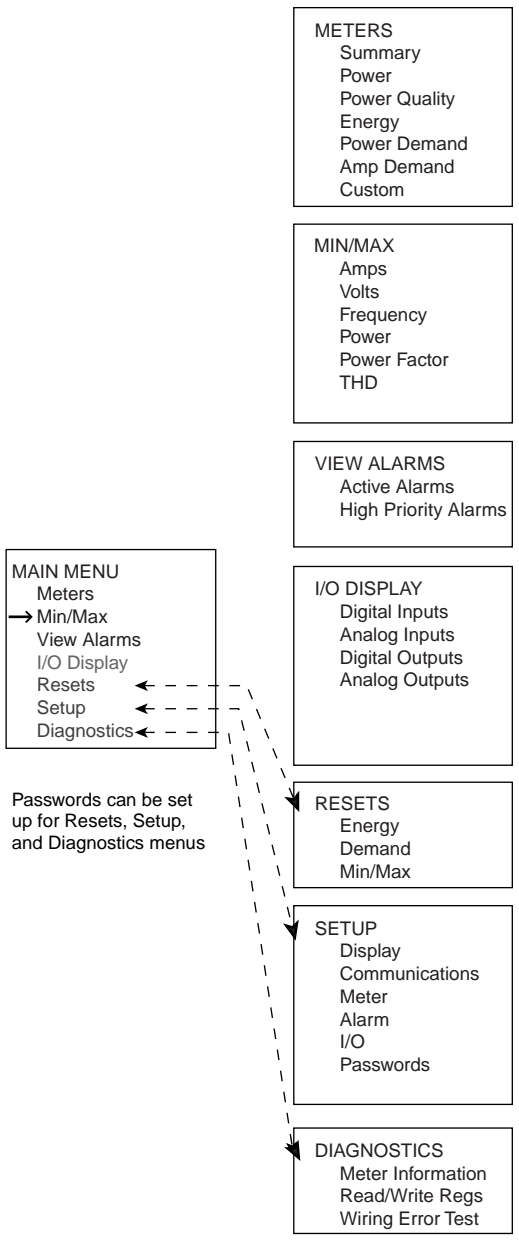 METERS
Summary
Power
Power Quality
Energy
Power Demand
Amp Demand
Custom
MIN/MAX
Amps
Volts
Frequency
Power
Power Factor
THD
VIEW ALARMS
Active Alarms
High Priority Alarms
MAIN MENU
Meters
Min/Max
View Alarms
I/O Display
Resets
Setup
Diagnostics
Passwords can be set
up for Resets, Setup,
and Diagnostics menus
I/O DISPLAY
Digital Inputs
Analog Inputs
Digital Outputs
Analog Outputs
RESETS
Energy
Demand
Min/Max
SETUP
Display
Communications
Meter
Alarm
I/O
Passwords
DIAGNOSTICS
Meter Information
Read/Write Regs
Wiring Error Test